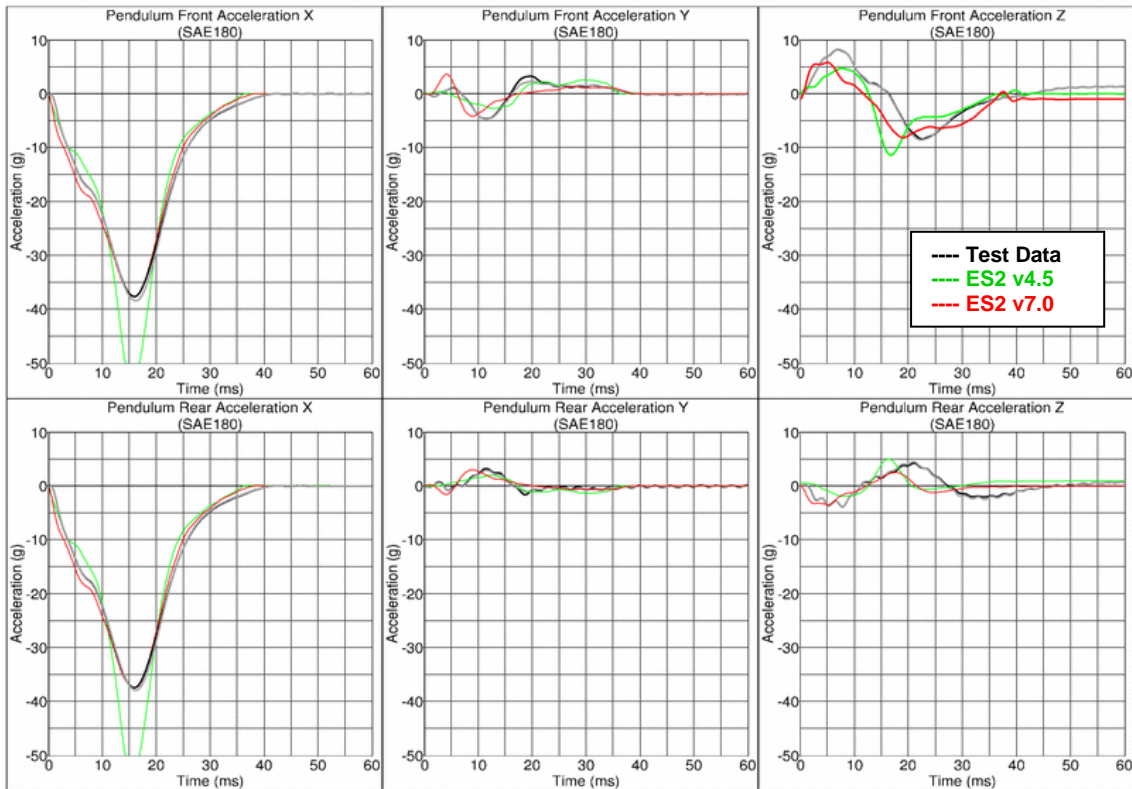 Pendulum Front Acceleration X
(SAE180)
10
0
-10
-20
-30
-40
-50
Acceleration (g)
0 10 20 30 40 50 60
Time (ms)
Pendulum Front Acceleration Y
(SAE180)
10
0
-10
-20
-30
-40
-50
Acceleration (g)
0 10 20 30 40 50 60
Time (ms)
Pendulum Front Acceleration Z
(SAE180)
10
0
-10
-20
-30
-40
-50
Acceleration (g)
---- Test Data
---- ES2 v4.5
---- ES2 v7.0
0 10 20 30 40 50 60
Time (ms)
Pendulum Rear Acceleration X
(SAE180)
10
0
-10
-20
-30
-40
-50
Acceleration (g)
0 10 20 30 40 50 60
Time (ms)
Pendulum Rear Acceleration Y
(SAE180)
10
0
-10
-20
-30
-40
-50
Acceleration (g)
0 10 20 30 40 50 60
Time (ms)
Pendulum Rear Acceleration Z
(SAE180)
10
0
-10
-20
-30
-40
-50
Acceleration (g)
0 10 20 30 40 50 60
Time (ms)